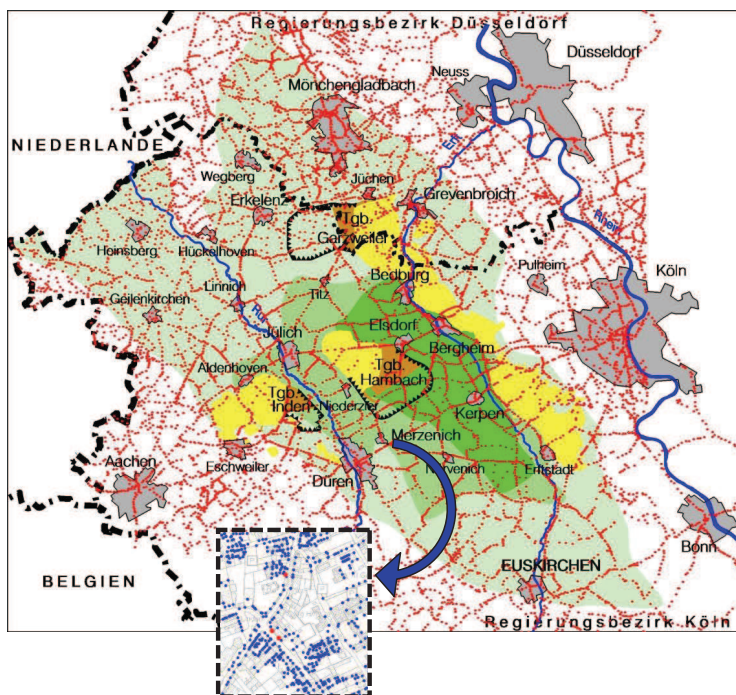 Regierungsbezirk Düsseldorf
Düsseldorf
Neuss
Mönchengladbach
NIEDERLANDE
Erft
Wegberg
Jüchen
Grevenbroich
Erkelenz
Tgb.
Garzweiler
Rhein
Heinsberg
Hückelhoven
Bedburg
Pulheim
Köln
Linnich
Titz
Geilenkirchen
Rur
Elsdorf
Jülich
Bergheim
Aldenhoven
Tgb.
Hambach
Tgb.
Inden
Niederzier
Kerpen
Merzenich
Aachen
Eschweiler
Düren
Nörvenich
Erftstadt
Bonn
BELGIEN
EUSKIRCHEN
Regierungsbezirk Köln